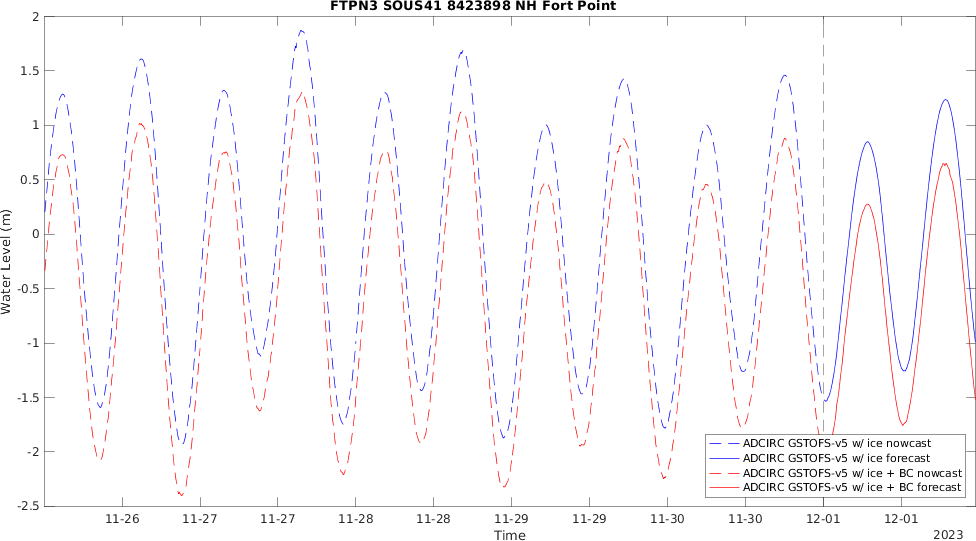 FTPN3 SOUS41 8423898 NH Fort Point
Water Level (m)
2
1.5
1
0.5
0
-0.5
-1
-1.5
-2
-2.5
ADCIRC GSTOFS-v5 w/ ice nowcast
ADCIRC GSTOFS-v5 w/ ice forecast
ADCIRC GSTOFS-v5 w/ ice + BC nowcast
ADCIRC GSTOFS-v5 w/ ice + BC forecast
11-26 11-27 11-27 11-28 11-28 11-29 11-29 11-30 11-30 12-01 12-01
Time
2023